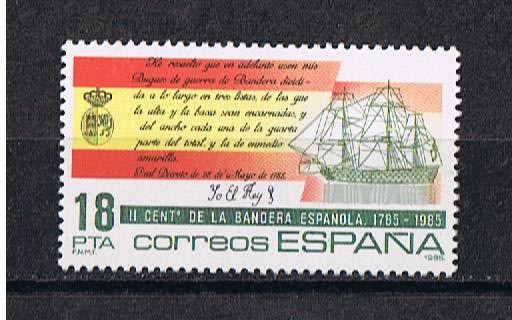 He resuelto que en adelante usen mis
Buques de guerra de Bandera dividi-
da a lo largo en tres listas, de las que
la alta y la baxa sean encarnadas, y
del ancho cada una de la quarta
parte del total, y la de enmedio
amarilla.
Real Decreto de 28 de Mayo de 1785.
Yo El Rey
18
PTA
II CENT.º DE LA BANDERA ESPAÑOLA. 1785 - 1985
correos ESPAÑA
F.N.M.T.
1985